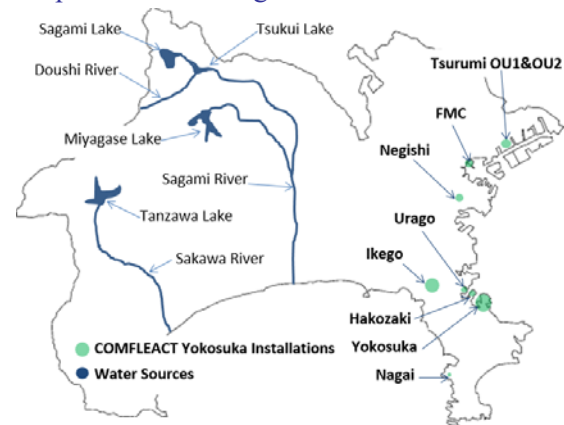 Sagami Lake
Tsukui Lake
Doushi River
Tsurumi OU1&OU2
FMC
Miyagase Lake
Negishi
Sagami River
Tanzawa Lake
Urago
Ikego
Sakawa River
Hakozaki
COMFLEACT Yokosuka Installations
Yokosuka
Water Sources
Nagai